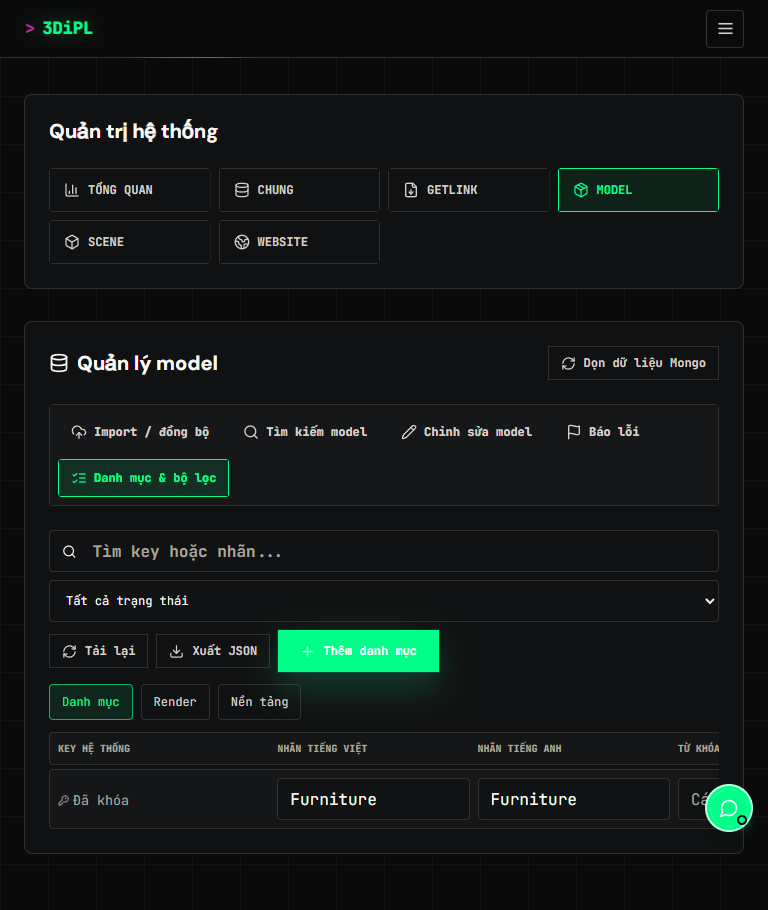 > 3DiPL
Quản trị hệ thống
TỔNG QUAN
CHUNG
GETLINK
MODEL
SCENE
WEBSITE
Quản lý model
Dọn dữ liệu Mongo
Import / đồng bộ
Tìm kiếm model
Chỉnh sửa model
Báo lỗi
Danh mục & bộ lọc
Tìm key hoặc nhãn...
Tất cả trạng thái
Tải lại
Xuất JSON
Thêm danh mục
Danh mục
Render
Nền tảng
KEY HỆ THỐNG
NHÃN TIẾNG VIỆT
NHÃN TIẾNG ANH
TỪ KHÓA
Đã khóa
Furniture
Furniture